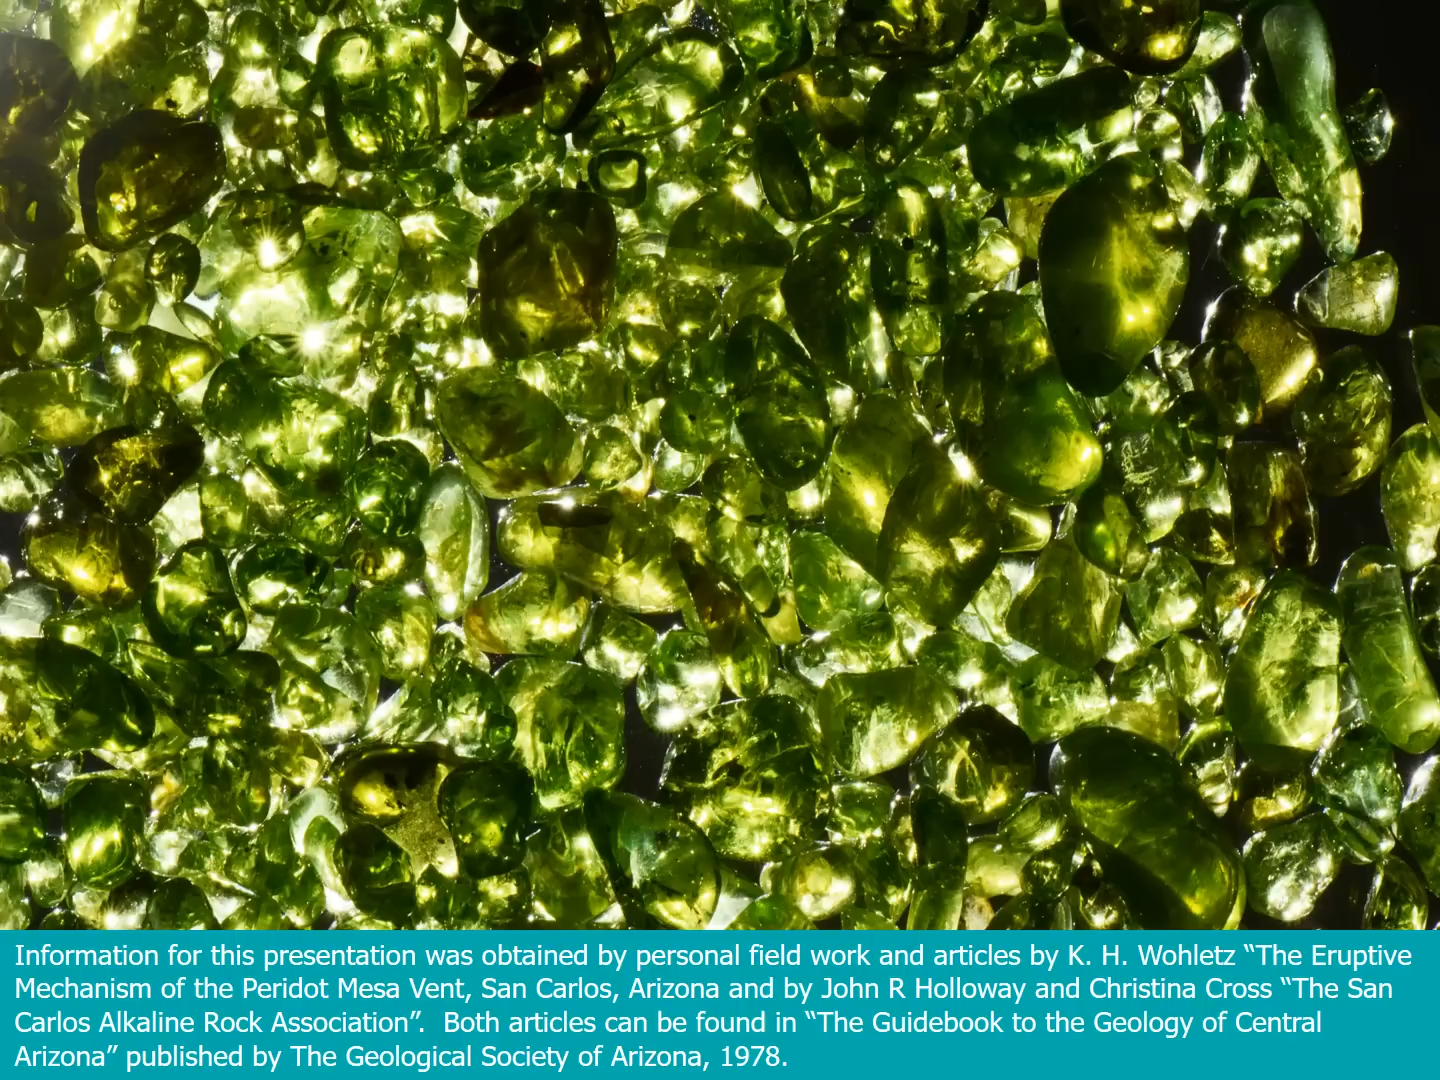 Information for this presentation was obtained by personal field work and articles by K. H. Wohletz “The Eruptive
Mechanism of the Peridot Mesa Vent, San Carlos, Arizona and by John R Holloway and Christina Cross “The San
Carlos Alkaline Rock Association”.  Both articles can be found in “The Guidebook to the Geology of Central
Arizona” published by The Geological Society of Arizona, 1978.